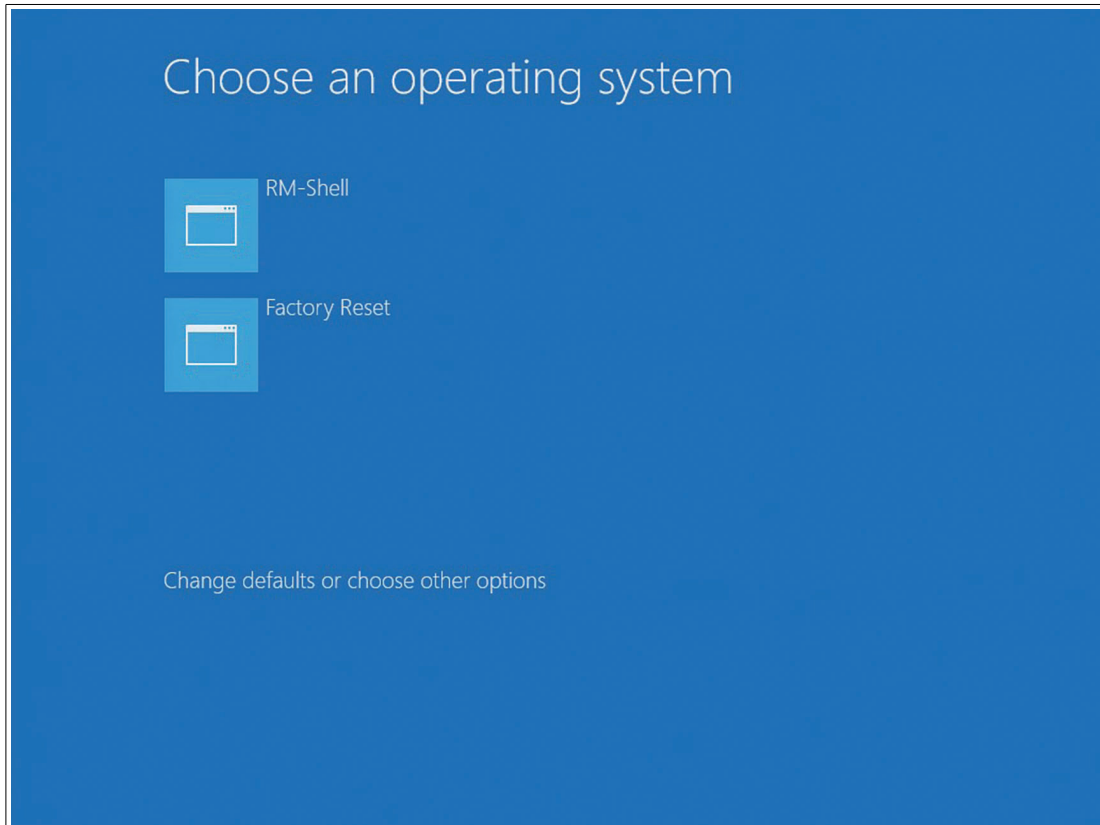 Choose an operating system
RM-Shell
Factory Reset
Change defaults or choose other options